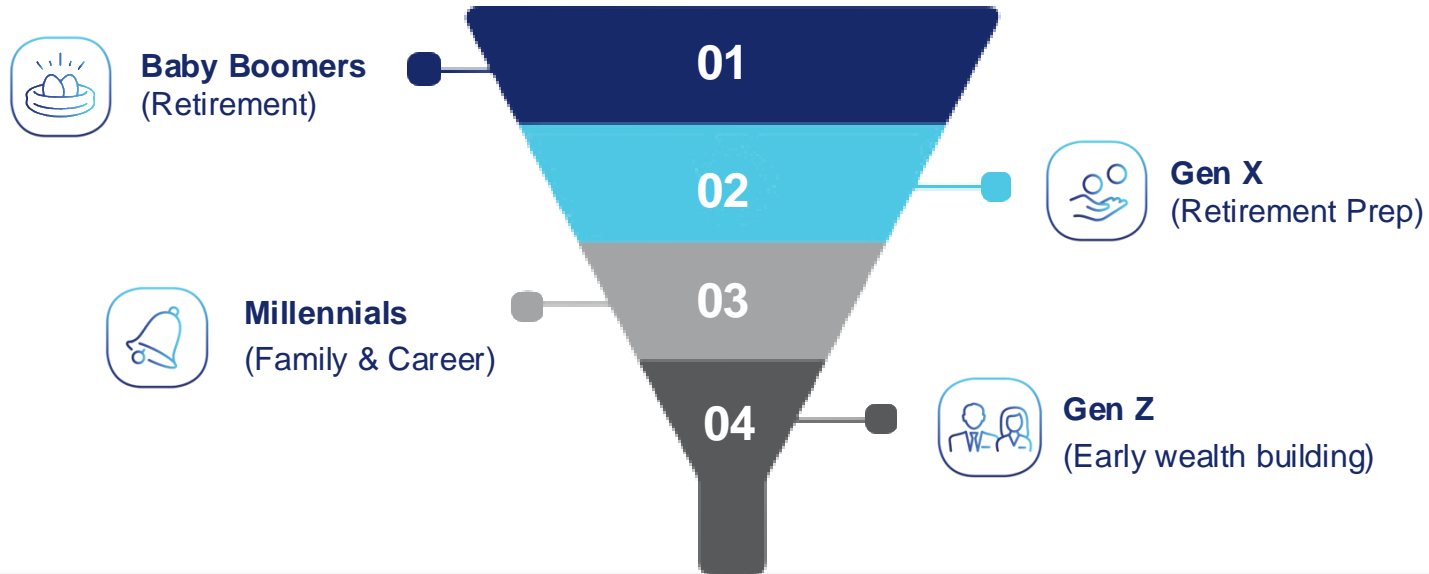 01
Baby Boomers
(Retirement)
02
Gen X
(Retirement Prep)
03
Millennials
(Family & Career)
04
Gen Z
(Early wealth building)